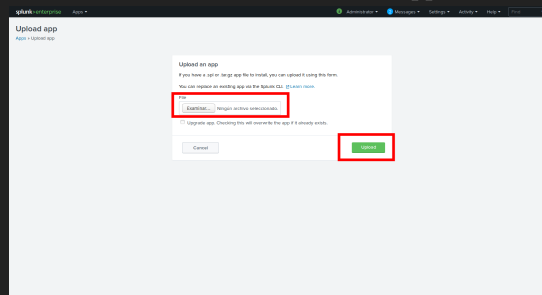 splunk>enterprise Apps Administrator Messages Settings Activity Help Find
Upload app
Apps » Upload app
Upload an app
If you have a .spl or .tar.gz app file to install, you can upload it using this form.
You can replace an existing app via the Splunk CLI. Learn more.
File
Examinar... Ningún archivo seleccionado.
Upgrade app. Checking this will overwrite the app if it already exists.
Cancel Upload